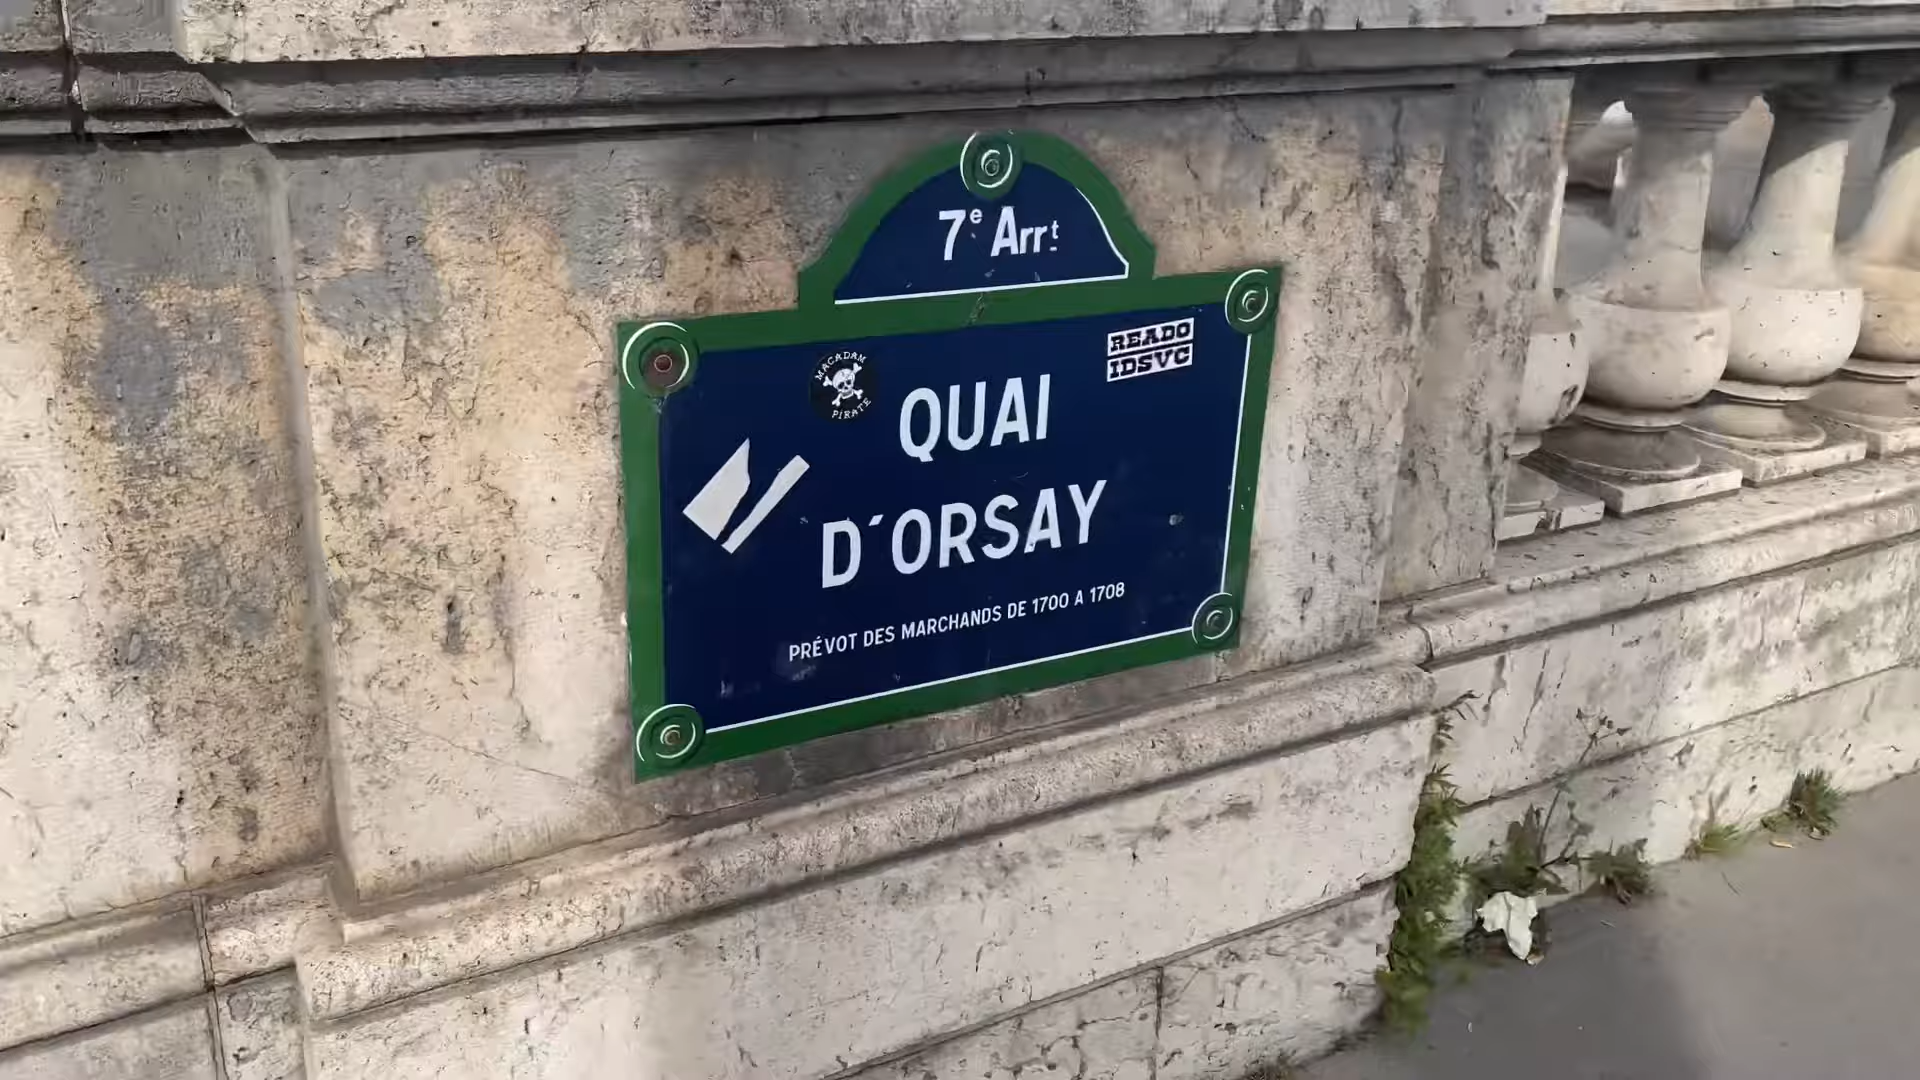 7e Arrt
MACADAM
PIRATE
READO
IDSVC
QUAI
D'ORSAY
PRÉVOT DES MARCHANDS DE 1700 A 1708